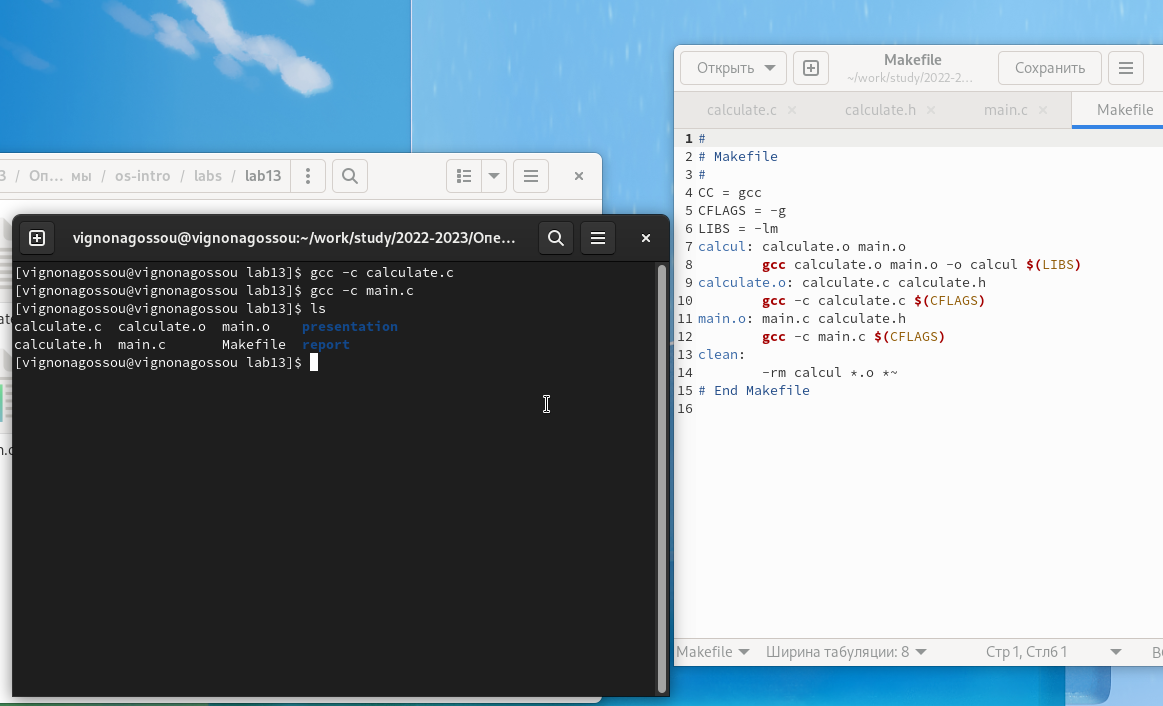 3 / Оп… мы / os-intro / labs / lab13
vignonagossou@vignonagossou:~/work/study/2022-2023/Опе…
[vignonagossou@vignonagossou lab13]$ gcc -c calculate.c
[vignonagossou@vignonagossou lab13]$ gcc -c main.c
[vignonagossou@vignonagossou lab13]$ ls
calculate.c  calculate.o  main.o    presentation
calculate.h  main.c       Makefile  report
[vignonagossou@vignonagossou lab13]$
Открыть
Makefile
~/work/study/2022-2…
Сохранить
calculate.c
calculate.h
main.c
Makefile
1 #
2 # Makefile
3 #
4 CC = gcc
5 CFLAGS = -g
6 LIBS = -lm
7 calcul: calculate.o main.o
8         gcc calculate.o main.o -o calcul $(LIBS)
9 calculate.o: calculate.c calculate.h
10         gcc -c calculate.c $(CFLAGS)
11 main.o: main.c calculate.h
12         gcc -c main.c $(CFLAGS)
13 clean:
14         -rm calcul *.o *~
15 # End Makefile
16
Makefile
Ширина табуляции: 8
Стр 1, Стлб 1